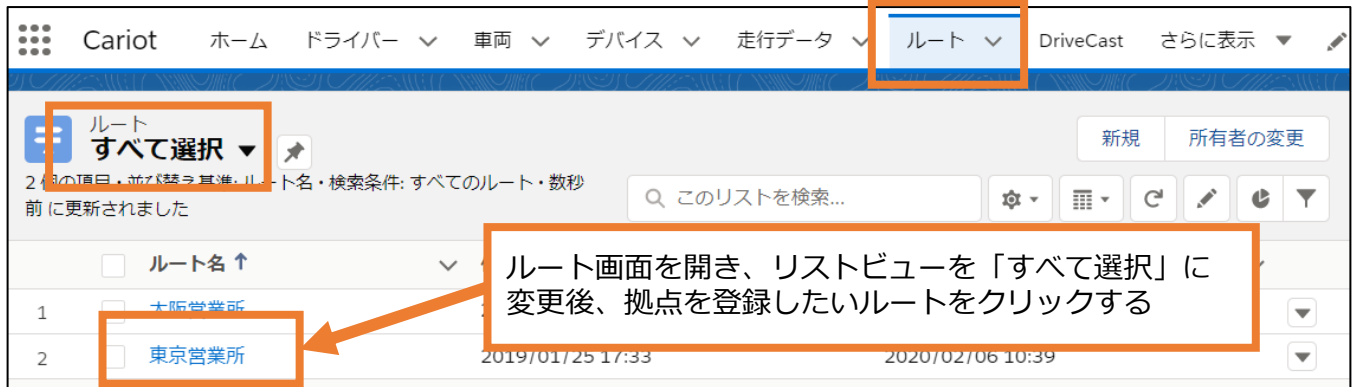 Cariot ホーム ドライバー 車両 デバイス 走行データ ルート DriveCast さらに表示
ルート
すべて選択
新規 所有者の変更
2 個の項目・並び替え基準: ルート名・検索条件: すべてのルート・数秒
前 に更新されました
このリストを検索...
ルート名↑
ルート画面を開き、リストビューを「すべて選択」に
変更後、拠点を登録したいルートをクリックする
1 大阪営業所
2 東京営業所 2019/01/25 17:33 2020/02/06 10:39